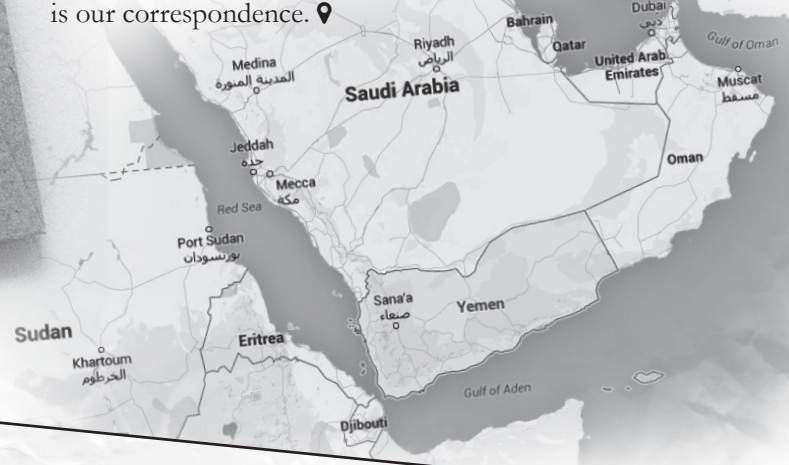 is our correspondence.
Bahrain
Dubai
دبي
Gulf of Oman
Medina
المدينة المنورة
Riyadh
الرياض
Qatar
United Arab
Emirates
Muscat
مسقط
Saudi Arabia
Jeddah
جدة
Mecca
مكة
Oman
Red Sea
Port Sudan
بورتسودان
Sana'a
صنعاء
Yemen
Sudan
Khartoum
الخرطوم
Eritrea
Gulf of Aden
Djibouti